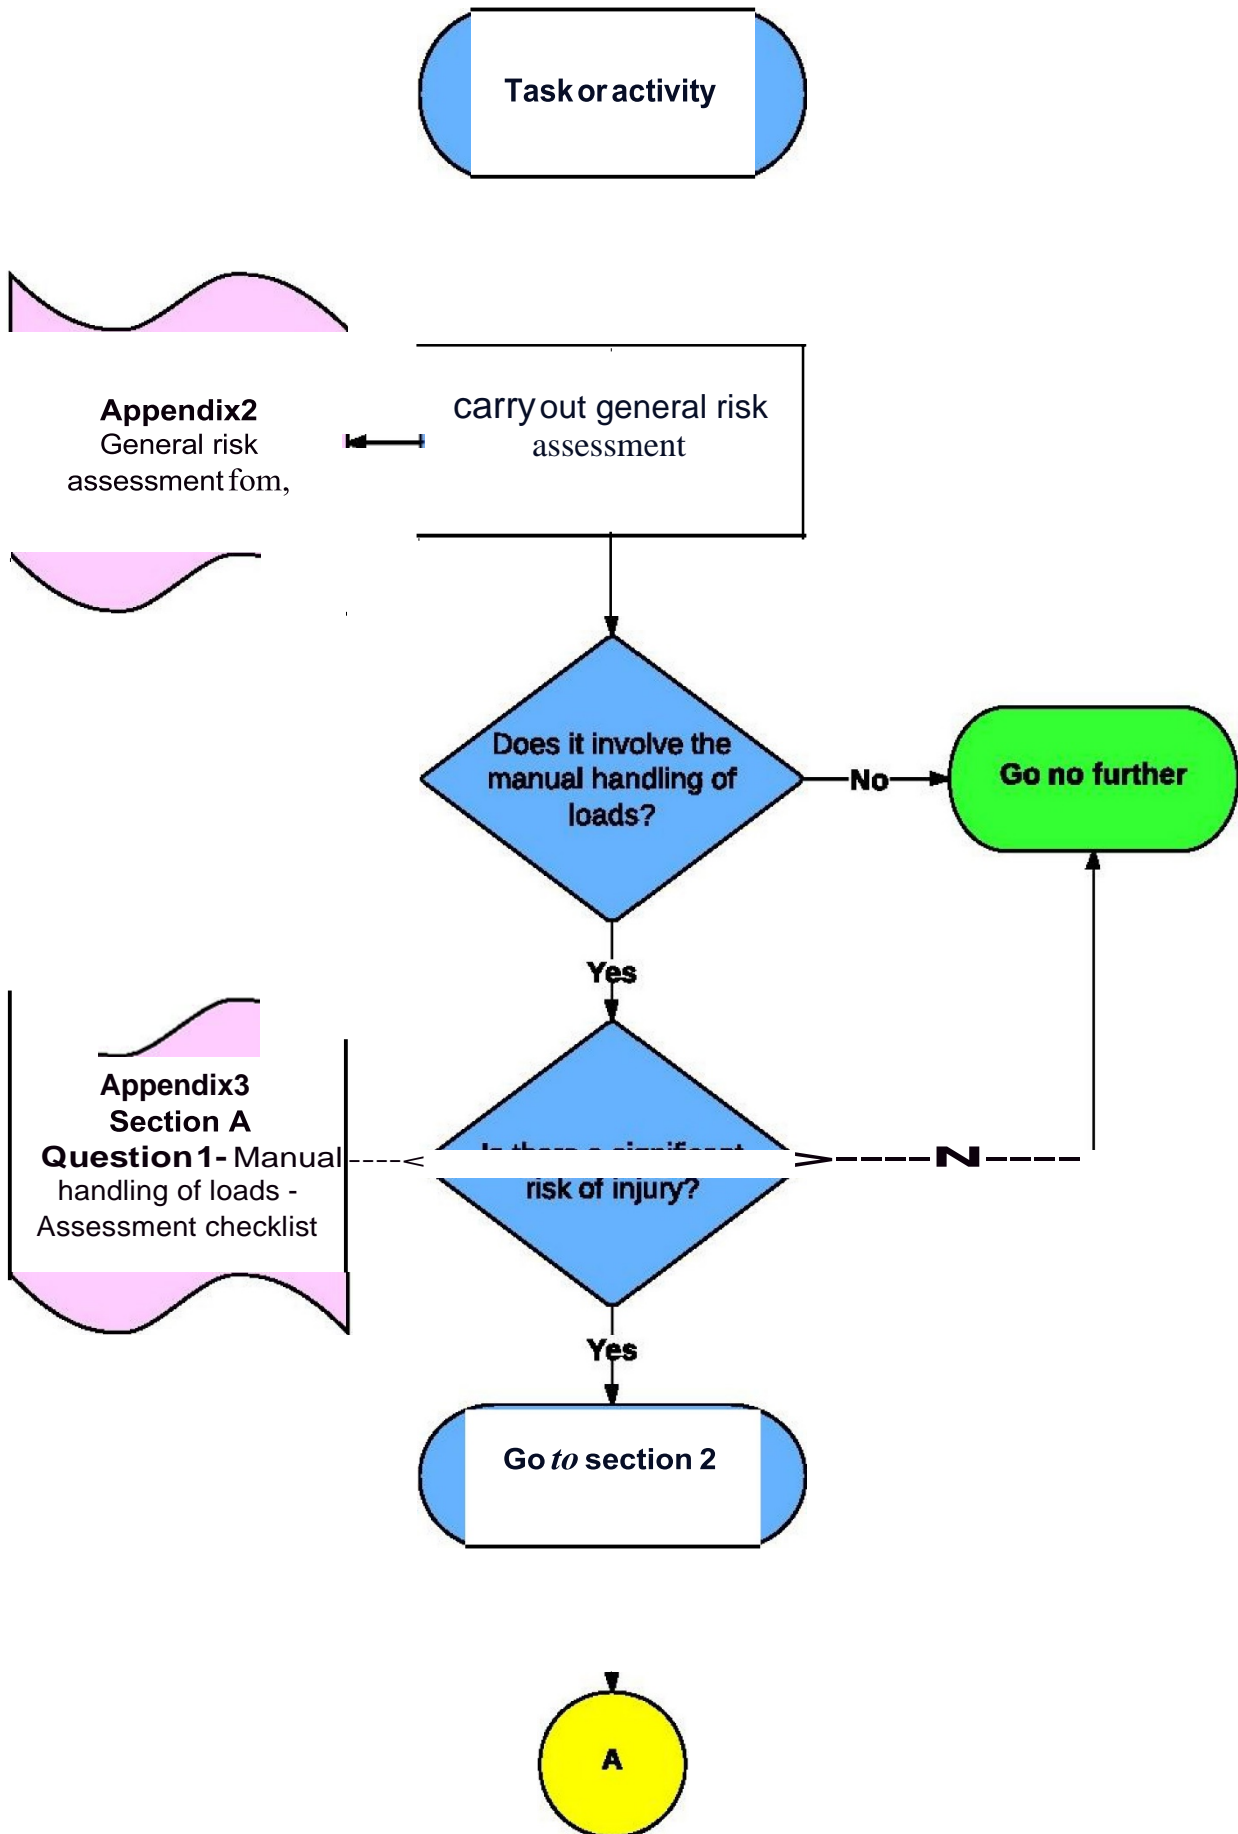 Task or activity
Appendix2
General risk
assessment fom,
carry out general risk
assessment
Does it involve the
manual handling of
loads?
No
Go no further
Yes
Appendix3
Section A
Question 1- Manual
handling of loads -
Assessment checklist
risk of injury?
N
Yes
Go to section 2
A